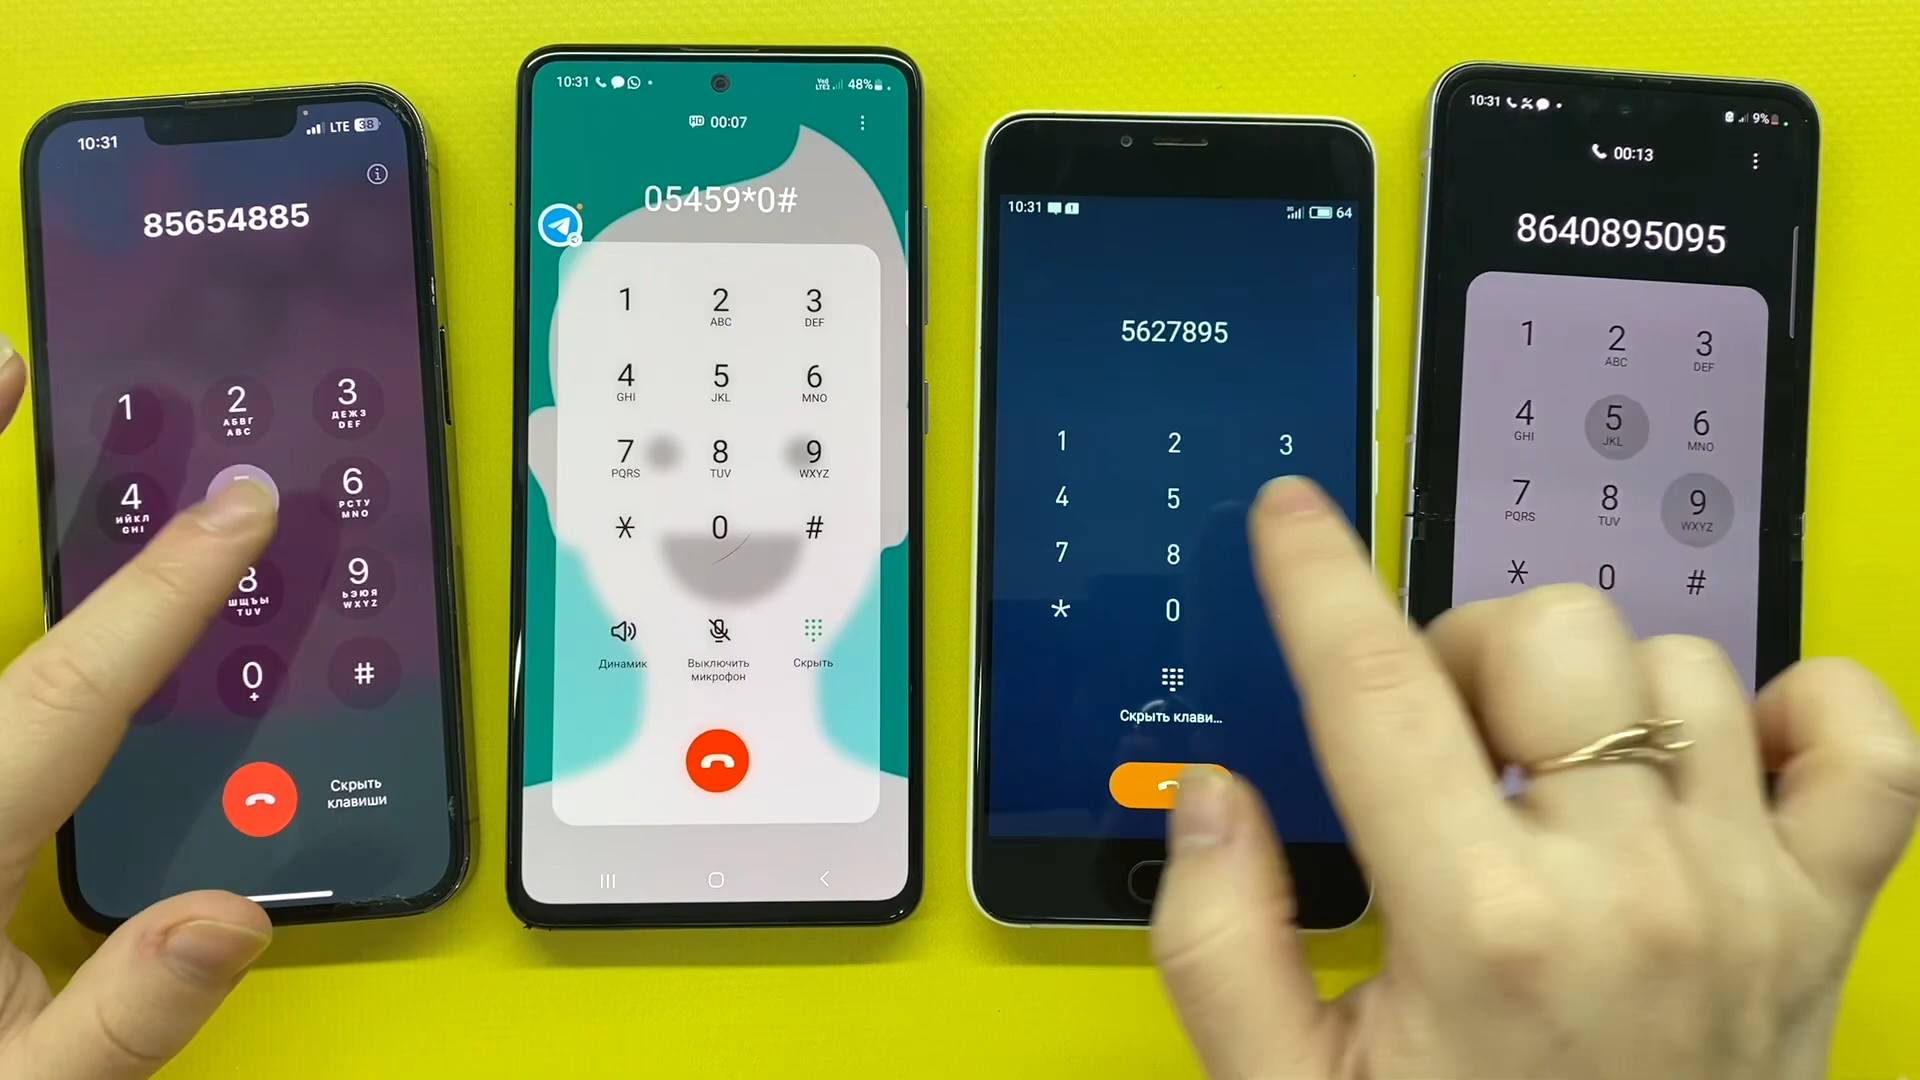 10:31 LTE 38
85654885
1 2 3
АБВГ ДЕЖЗ
ABC DEF
4 6
ИЙКЛ РСТУ
GHI MNO
8 9
ШЩЪЫ ЬЭЮЯ
TUV WXYZ
0 #
+
Скрыть
клавиши
10:31 48%
HD 00:07
05459*0#
1 2 3
ABC DEF
4 5 6
GHI JKL MNO
7 8 9
PQRS TUV WXYZ
* 0 #
Динамик Выключить Скрыть
микрофон
10:31 64
5627895
1 2 3
4 5
7 8
* 0
Скрыть клави...
10:31 9%
00:13
8640895095
1 2 3
ABC DEF
4 5 6
GHI JKL MNO
7 8 9
PQRS TUV WXYZ
* 0 #